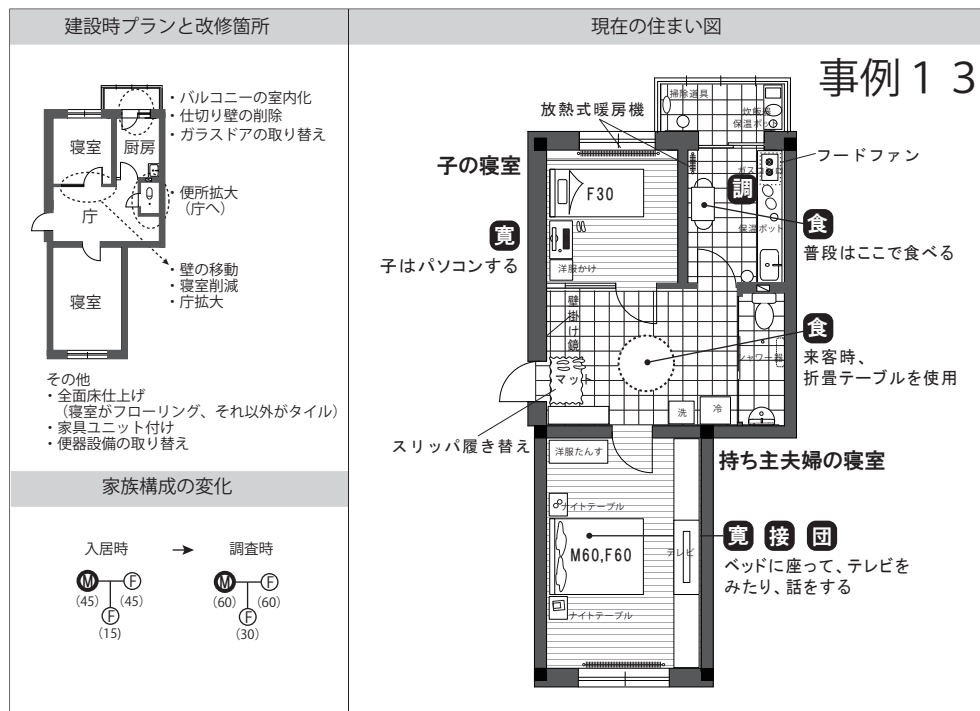 建設時プランと改修箇所
・バルコニーの室内化
・仕切り壁の削除
・ガラスドアの取り替え
寝室
厨房
・便所拡大
(庁へ)
庁
・壁の移動
・寝室削減
・庁拡大
寝室
その他
・全面床仕上げ
(寝室がフローリング、それ以外がタイル)
・家具ユニット付け
・便器設備の取り替え
家族構成の変化
入居時
調査時
M
F
(45)
(45)
F
(15)
M
F
(60)
(60)
F
(30)
現在の住まい図
事例13
掃除道具
炊飯器
保温ポット
放熱式暖房機
フードファン
子の寝室
F30
調
食
寛
保温ポット
普段はここで食べる
子はパソコンする
洋服かけ
壁掛け鏡
食
シャワー器
来客時、
折畳テーブルを使用
マット
洗
冷
スリッパ履き替え
持ち主夫婦の寝室
洋服たんす
ナイトテーブル
M60,F60
テレビ
寛
接
団
ベッドに座って、テレビを
みたり、話をする
ナイトテーブル